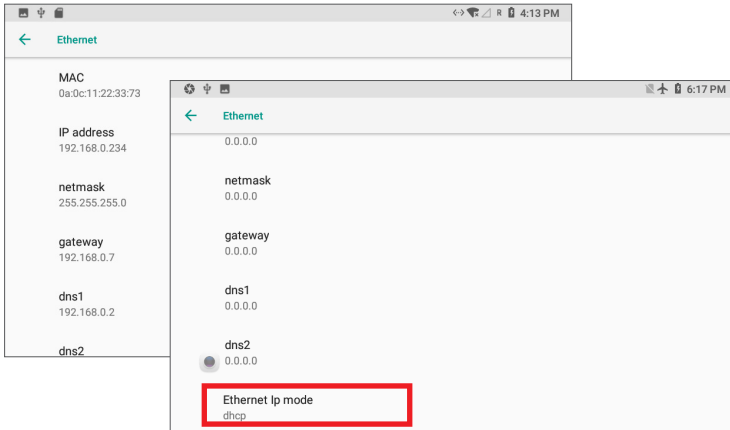 R 4:13 PM
Ethernet
MAC
0a:0c:11:22:33:73
IP address
192.168.0.234
netmask
255.255.255.0
gateway
192.168.0.7
dns1
192.168.0.2
dns2
6:17 PM
Ethernet
0.0.0.0
netmask
0.0.0.0
gateway
0.0.0.0
dns1
0.0.0.0
dns2
0.0.0.0
Ethernet Ip mode
dhcp